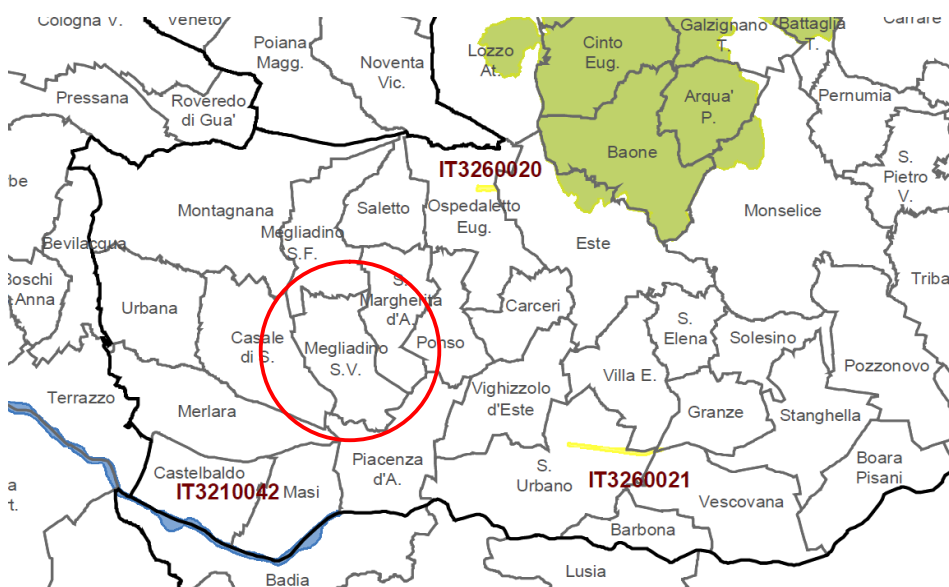 Cologna V.
Veneto
Poiana
Magg.
Noventa
Vic.
Lozzo
At.
Cinto
Eug.
Galzignano
T.
Battaglia
T.
Carrare
Pressana
Roveredo
di Gua'
Arqua'
P.
Pernumia
Baone
S.
Pietro
V.
be
IT3260020
Montagnana
Saletto
Ospedaletto
Eug.
Monselice
Megliadino
S.F.
Bevilacqua
Este
Boschi
Anna
Triba
S.
Margherita
d'A.
Urbana
Carceri
Casale
di S.
Megliadino
S.V.
Ponso
S.
Elena
Solesino
Pozzonovo
Villa E.
Terrazzo
Merlara
Vighizzolo
d'Este
Granze
Stanghella
Castelbaldo
IT3210042
Masi
Piacenza
d'A.
S.
Urbano
IT3260021
Boara
Pisani
a
rt.
Vescovana
Barbona
Badia
Lusia